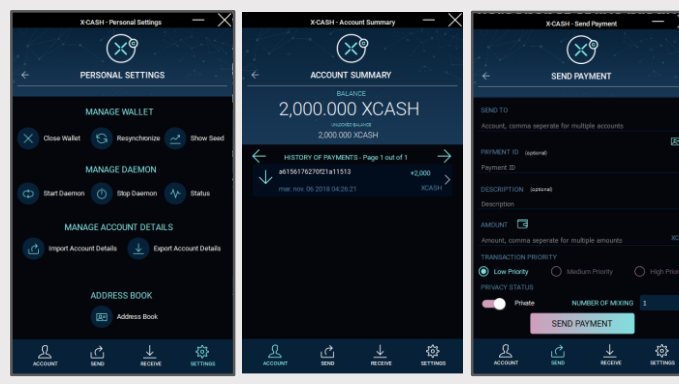 X-CASH - Personal Settings
PERSONAL SETTINGS
MANAGE WALLET
Close Wallet Resynchronize Show Seed
MANAGE DAEMON
Start Daemon Stop Daemon Status
MANAGE ACCOUNT DETAILS
Import Account Details Export Account Details
ADDRESS BOOK
Address Book
ACCOUNT SEND RECEIVE SETTINGS
X-CASH - Account Summary
ACCOUNT SUMMARY
BALANCE
2,000.000 XCASH
UNLOCKED BALANCE
2,000.000 XCASH
HISTORY OF PAYMENTS - Page 1 out of 1
a6156176270f21a11513 +2,000
mar. nov. 06 2018 04:26:21 XCASH
ACCOUNT SEND RECEIVE SETTINGS
X-CASH - Send Payment
SEND PAYMENT
SEND TO
Account, comma seperate for multiple accounts
PAYMENT ID (optional)
Payment ID
DESCRIPTION (optional)
Description
AMOUNT
Amount, comma seperate for multiple amounts XC
TRANSACTION PRIORITY
Low Priority Medium Priority High Prior
PRIVACY STATUS
Private NUMBER OF MIXING 1
SEND PAYMENT
ACCOUNT SEND RECEIVE SETTINGS